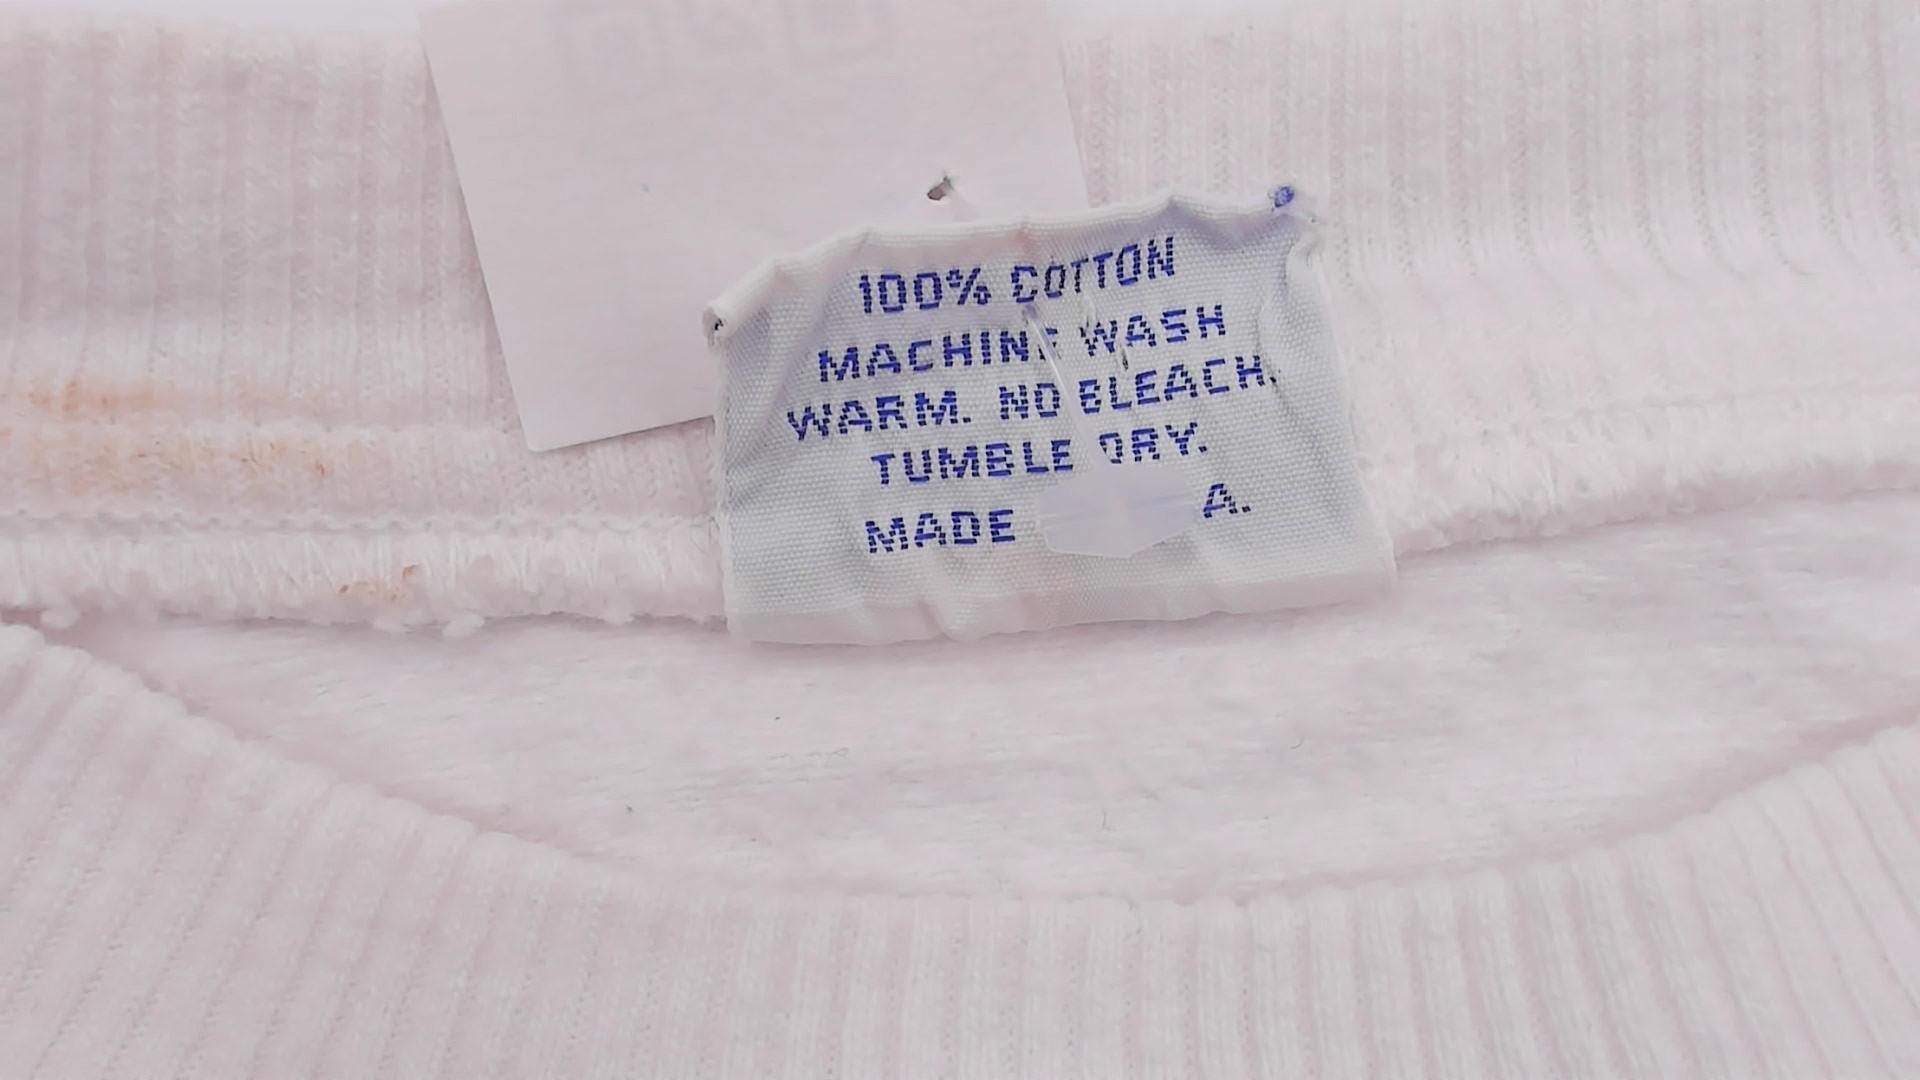 100% COTTON
MACHINE WASH
WARM. NO BLEACH.
TUMBLE DRY.
MADE A.